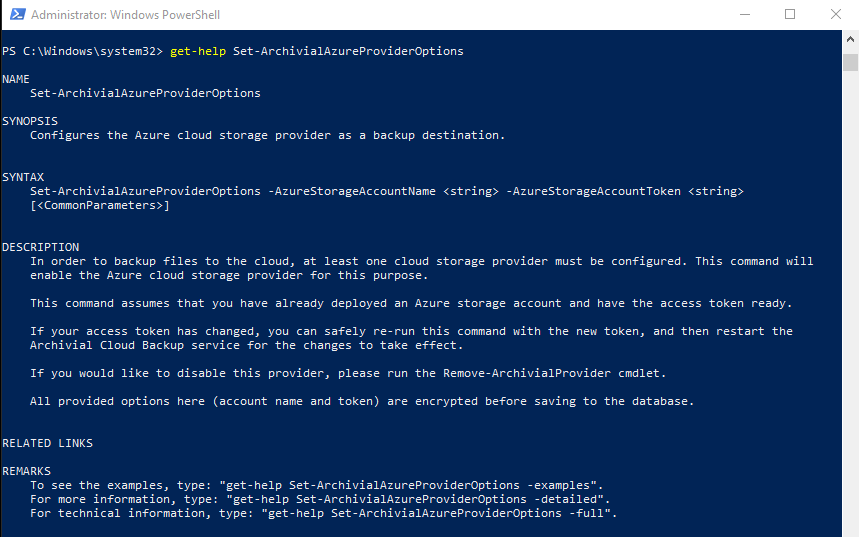 Administrator: Windows PowerShell
PS C:\Windows\system32> get-help Set-ArchivialAzureProviderOptions
NAME
Set-ArchivialAzureProviderOptions
SYNOPSIS
Configures the Azure cloud storage provider as a backup destination.
SYNTAX
Set-ArchivialAzureProviderOptions -AzureStorageAccountName <string> -AzureStorageAccountToken <string>
[<CommonParameters>]
DESCRIPTION
In order to backup files to the cloud, at least one cloud storage provider must be configured. This command will
enable the Azure cloud storage provider for this purpose.
This command assumes that you have already deployed an Azure storage account and have the access token ready.
If your access token has changed, you can safely re-run this command with the new token, and then restart the
Archivial Cloud Backup service for the changes to take effect.
If you would like to disable this provider, please run the Remove-ArchivialProvider cmdlet.
All provided options here (account name and token) are encrypted before saving to the database.
RELATED LINKS
REMARKS
To see the examples, type: "get-help Set-ArchivialAzureProviderOptions -examples".
For more information, type: "get-help Set-ArchivialAzureProviderOptions -detailed".
For technical information, type: "get-help Set-ArchivialAzureProviderOptions -full".